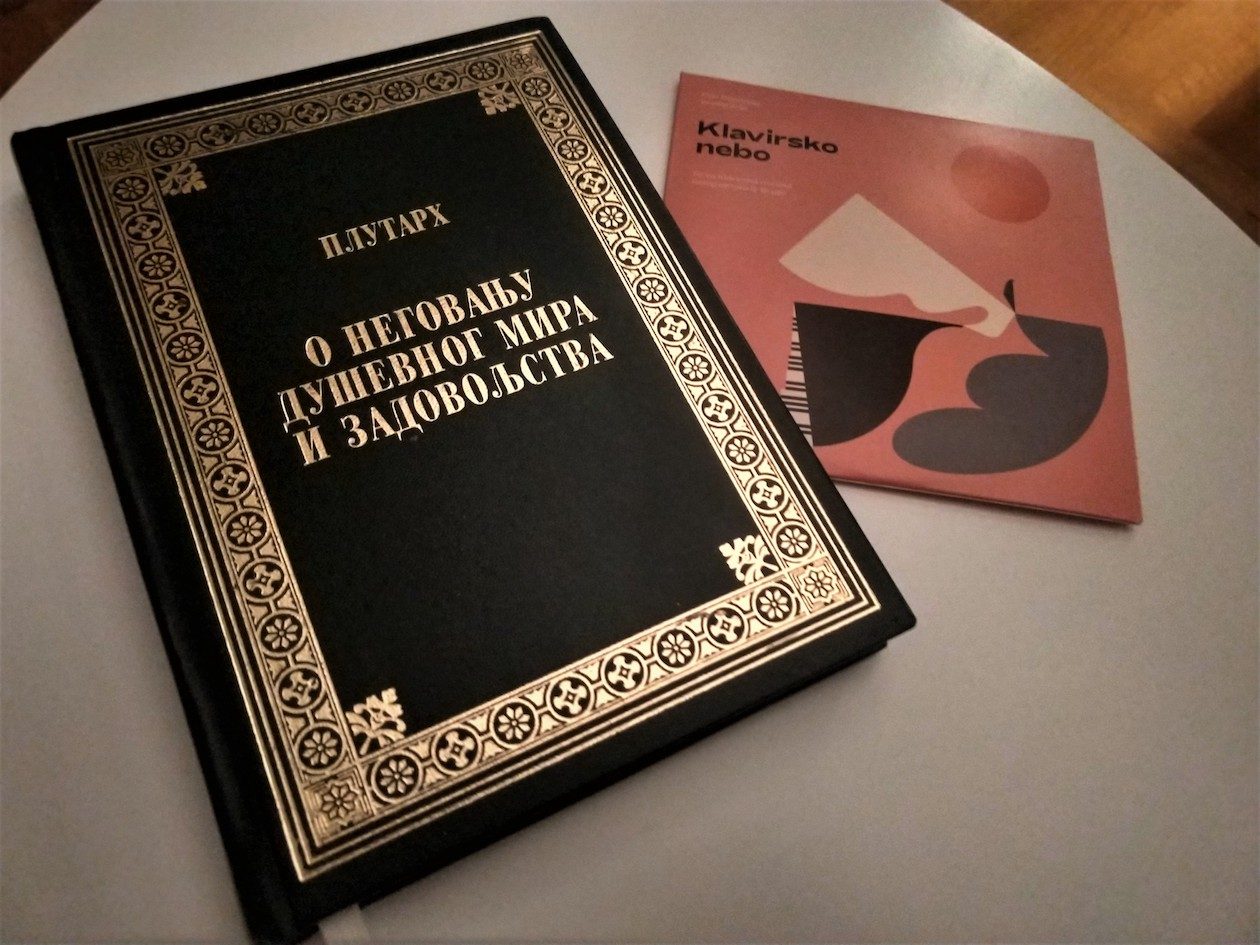 ПЛУТАРХ
О НЕГОВАЊУ
ДУШЕВНОГ МИРА
И ЗАДОВОЉСТВА
Klavirsko
nebo